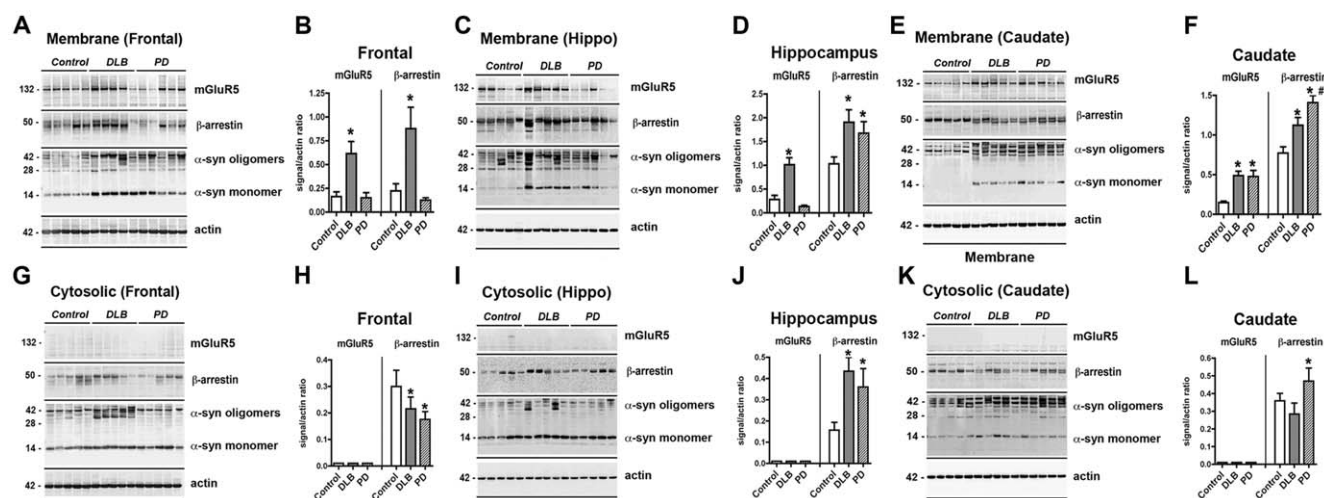 A Membrane (Frontal)
Control DLB PD
132 - mGluR5
50 - β-arrestin
42 - α-syn oligomers
28 -
14 - α-syn monomer
42 - actin
B Frontal
mGluR5 β-arrestin
signal/actin ratio
1.25
1.00
0.75
0.50
0.25
0.00
* *
Control DLB PD Control DLB PD
C Membrane (Hippo)
Control DLB PD
132 - mGluR5
50 - β-arrestin
42 - α-syn oligomers
28 -
14 - α-syn monomer
42 - actin
D Hippocampus
mGluR5 β-arrestin
signal/actin ratio
2.5
2.0
1.5
1.0
0.5
0.0
* * *
Control DLB PD Control DLB PD
E Membrane (Caudate)
Control DLB PD
132 - mGluR5
50 - β-arrestin
42 - α-syn oligomers
28 -
14 - α-syn monomer
42 - actin
Membrane
F Caudate
mGluR5 β-arrestin
signal/actin ratio
1.50
1.25
1.00
0.75
0.50
0.25
0.00
* * * * #
Control DLB PD Control DLB PD
G Cytosolic (Frontal)
Control DLB PD
132 - mGluR5
50 - β-arrestin
42 - α-syn oligomers
28 -
14 - α-syn monomer
42 - actin
H Frontal
mGluR5 β-arrestin
signal/actin ratio
0.4
0.3
0.2
0.1
0.0
* *
Control DLB PD Control DLB PD
I Cytosolic (Hippo)
Control DLB PD
132 - mGluR5
50 - β-arrestin
42 - α-syn oligomers
28 -
14 - α-syn monomer
42 - actin
J Hippocampus
mGluR5 β-arrestin
signal/actin ratio
0.5
0.4
0.3
0.2
0.1
0.0
* *
Control DLB PD Control DLB PD
K Cytosolic (Caudate)
Control DLB PD
132 - mGluR5
50 - β-arrestin
42 - α-syn oligomers
28 -
14 - α-syn monomer
42 - actin
L Caudate
mGluR5 β-arrestin
signal/actin ratio
0.6
0.4
0.2
0.0
*
Control DLB PD Control DLB PD